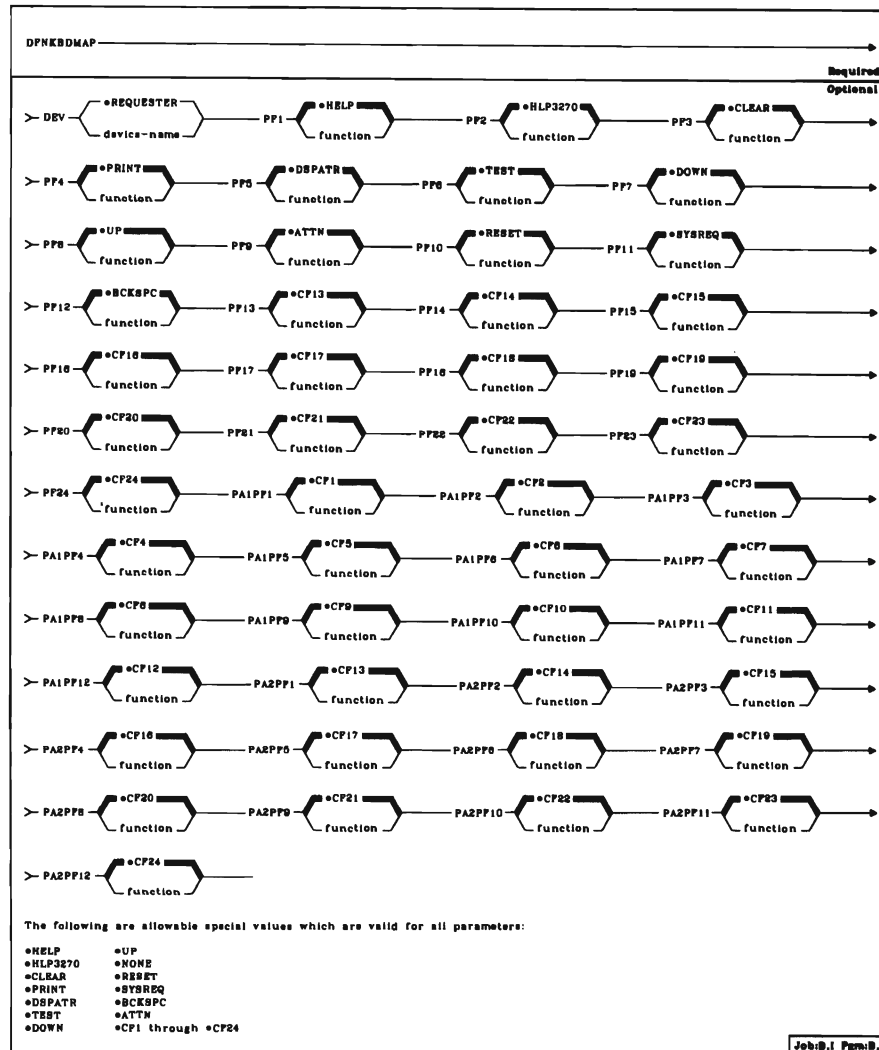 DFNKBDMAP
Required
Optional
DEV •REQUESTER PF1 •HELP PF2 •HLP3270 PF3 •CLEAR
device-name function function function
PF4 •PRINT PF5 •DSPATR PF6 •TEST PF7 •DOWN
function function function function
PF8 •UP PF9 •ATTN PF10 •RESET PF11 •SYSREQ
function function function function
PF12 •BCKSPC PF13 •CF13 PF14 •CF14 PF15 •CF15
function function function function
PF16 •CF16 PF17 •CF17 PF18 •CF18 PF19 •CF19
function function function function
PF20 •CF20 PF21 •CF21 PF22 •CF22 PF23 •CF23
function function function function
PF24 •CF24 PA1PF1 •CF1 PA1PF2 •CF2 PA1PF3 •CF3
function function function function
PA1PF4 •CF4 PA1PF5 •CF5 PA1PF6 •CF6 PA1PF7 •CF7
function function function function
PA1PF8 •CF8 PA1PF9 •CF9 PA1PF10 •CF10 PA1PF11 •CF11
function function function function
PA1PF12 •CF12 PA2PF1 •CF13 PA2PF2 •CF14 PA2PF3 •CF15
function function function function
PA2PF4 •CF16 PA2PF5 •CF17 PA2PF6 •CF18 PA2PF7 •CF19
function function function function
PA2PF8 •CF20 PA2PF9 •CF21 PA2PF10 •CF22 PA2PF11 •CF23
function function function function
PA2PF12 •CF24
function
The following are allowable special values which are valid for all parameters:
•HELP •UP
•HLP3270 •NONE
•CLEAR •RESET
•PRINT •SYSREQ
•DSPATR •BCKSPC
•TEST •ATTN
•DOWN •CF1 through •CF24
Job:B,I Pgm:B,